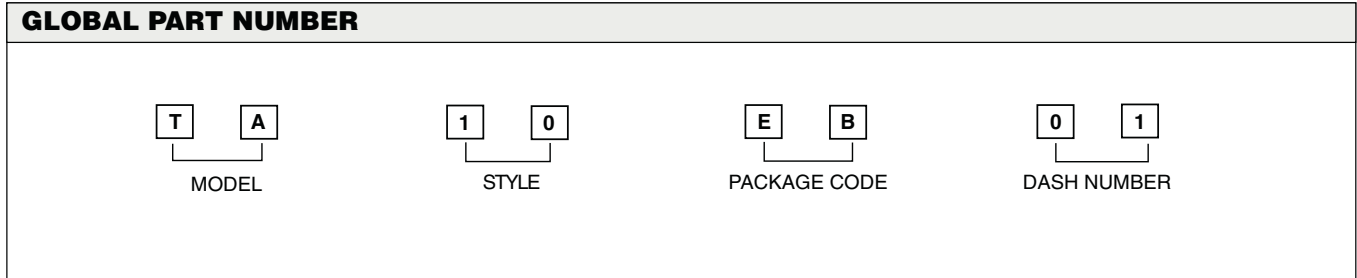 GLOBAL PART NUMBER
T A 1 0 E B 0 1
MODEL STYLE PACKAGE CODE DASH NUMBER